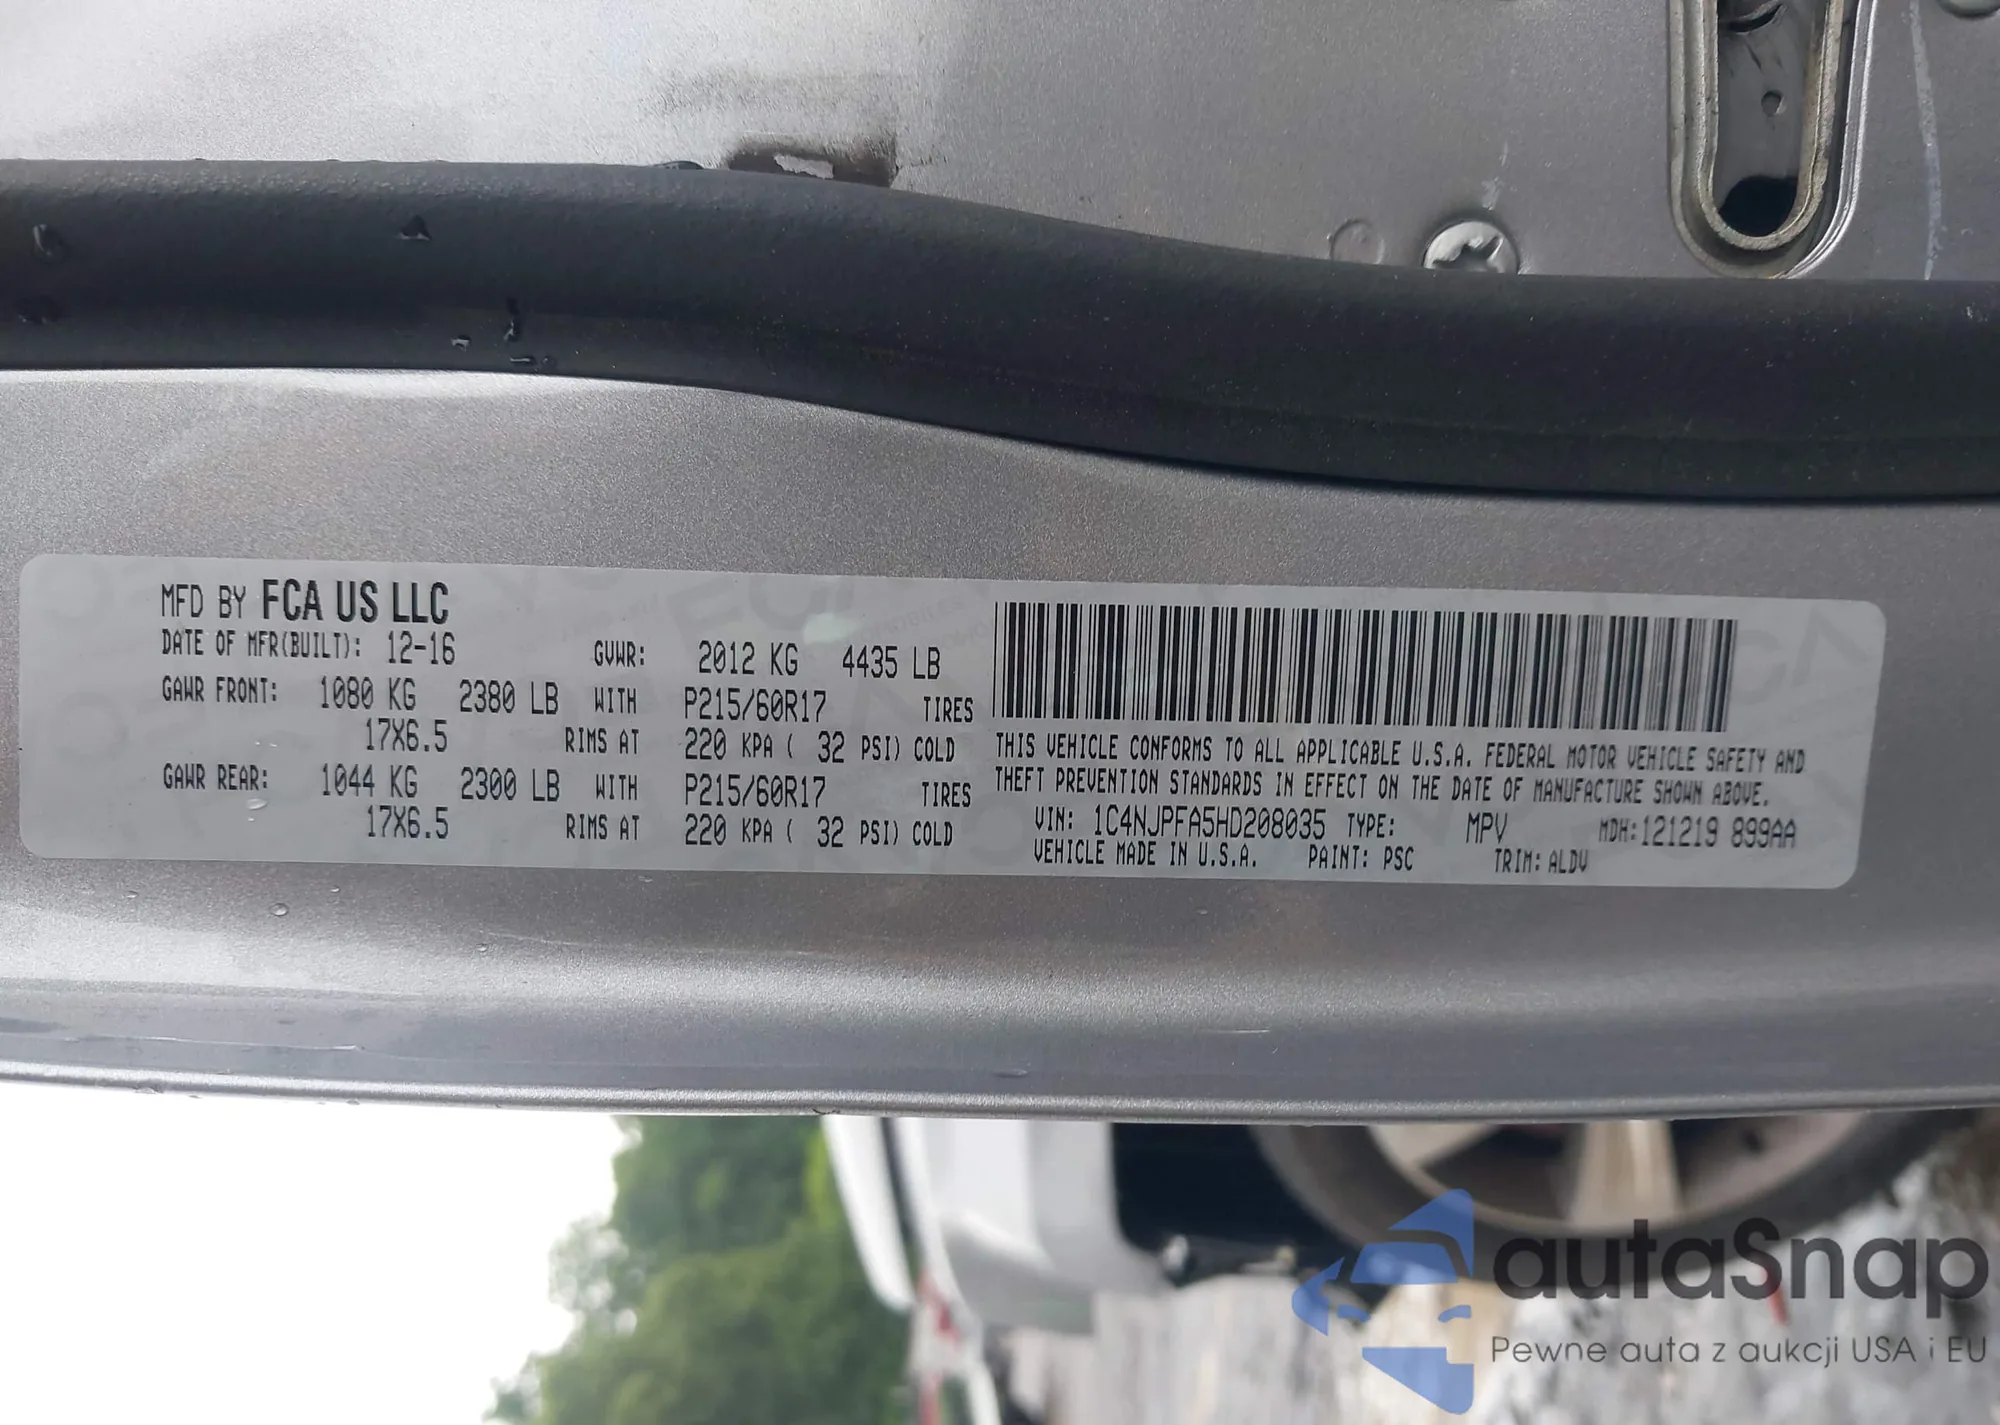 MFD BY FCA US LLC
DATE OF MFR(BUILT): 12-16 GVWR: 2012 KG 4435 LB
GAWR FRONT: 1080 KG 2380 LB WITH P215/60R17 TIRES
17X6.5 RIMS AT 220 KPA ( 32 PSI) COLD
GAWR REAR: 1044 KG 2300 LB WITH P215/60R17 TIRES
17X6.5 RIMS AT 220 KPA ( 32 PSI) COLD
THIS VEHICLE CONFORMS TO ALL APPLICABLE U.S.A. FEDERAL MOTOR VEHICLE SAFETY AND
THEFT PREVENTION STANDARDS IN EFFECT ON THE DATE OF MANUFACTURE SHOWN ABOVE.
VIN: 1C4NJPFA5HD208035 TYPE: MPV MDH:121219 899AA
VEHICLE MADE IN U.S.A. PAINT: PSC TRIM: ALDV
autaSnap
Pewne auta z aukcji USA i EU